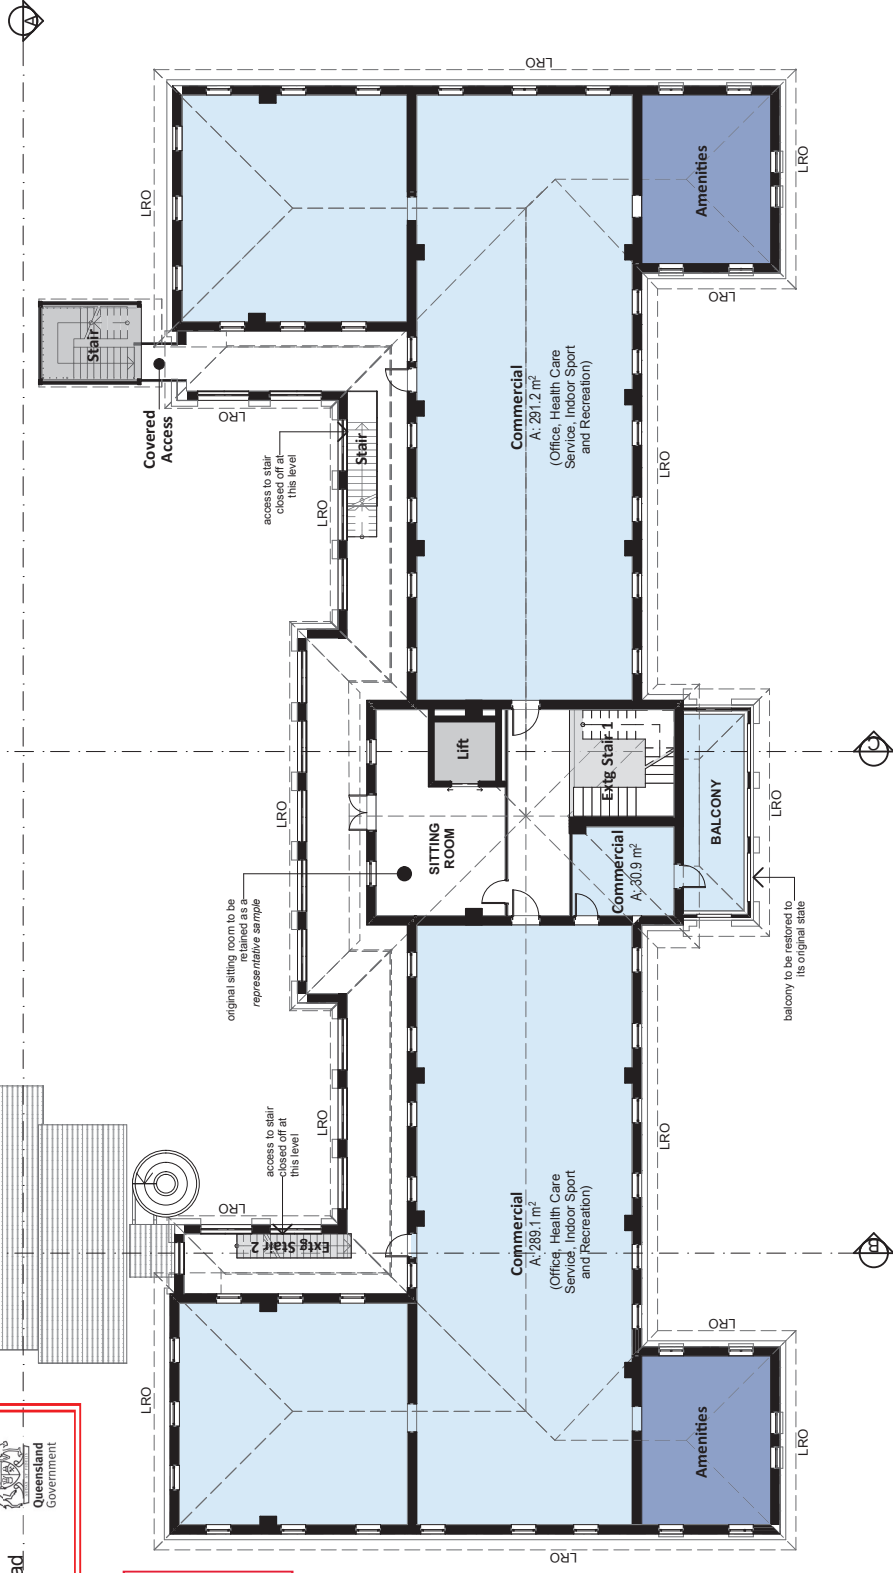 A
LRO
LRO
LRO
Amenities
LRO
LRO
Stair
Covered
Access
LRO
access to stair
closed off at
this level
Stair
LRO
Commercial
A: 291.2 m²
(Office, Health Care
Service, Indoor Sport
and Recreation)
LRO
C
LRO
Lift
Extg Stair 1
BALCONY
LRO
SITTING
ROOM
Commercial
A: 30.9 m²
original sitting room to be
retained as a
representative sample
balcony to be restored to
its original state
access to stair
closed off at
this level
LRO
LRO
LRO
Extg Stair 2
Commercial
A: 289.1 m²
(Office, Health Care
Service, Indoor Sport
and Recreation)
B
LRO
LRO
Amenities
LRO
LRO
Queensland
Government
ad